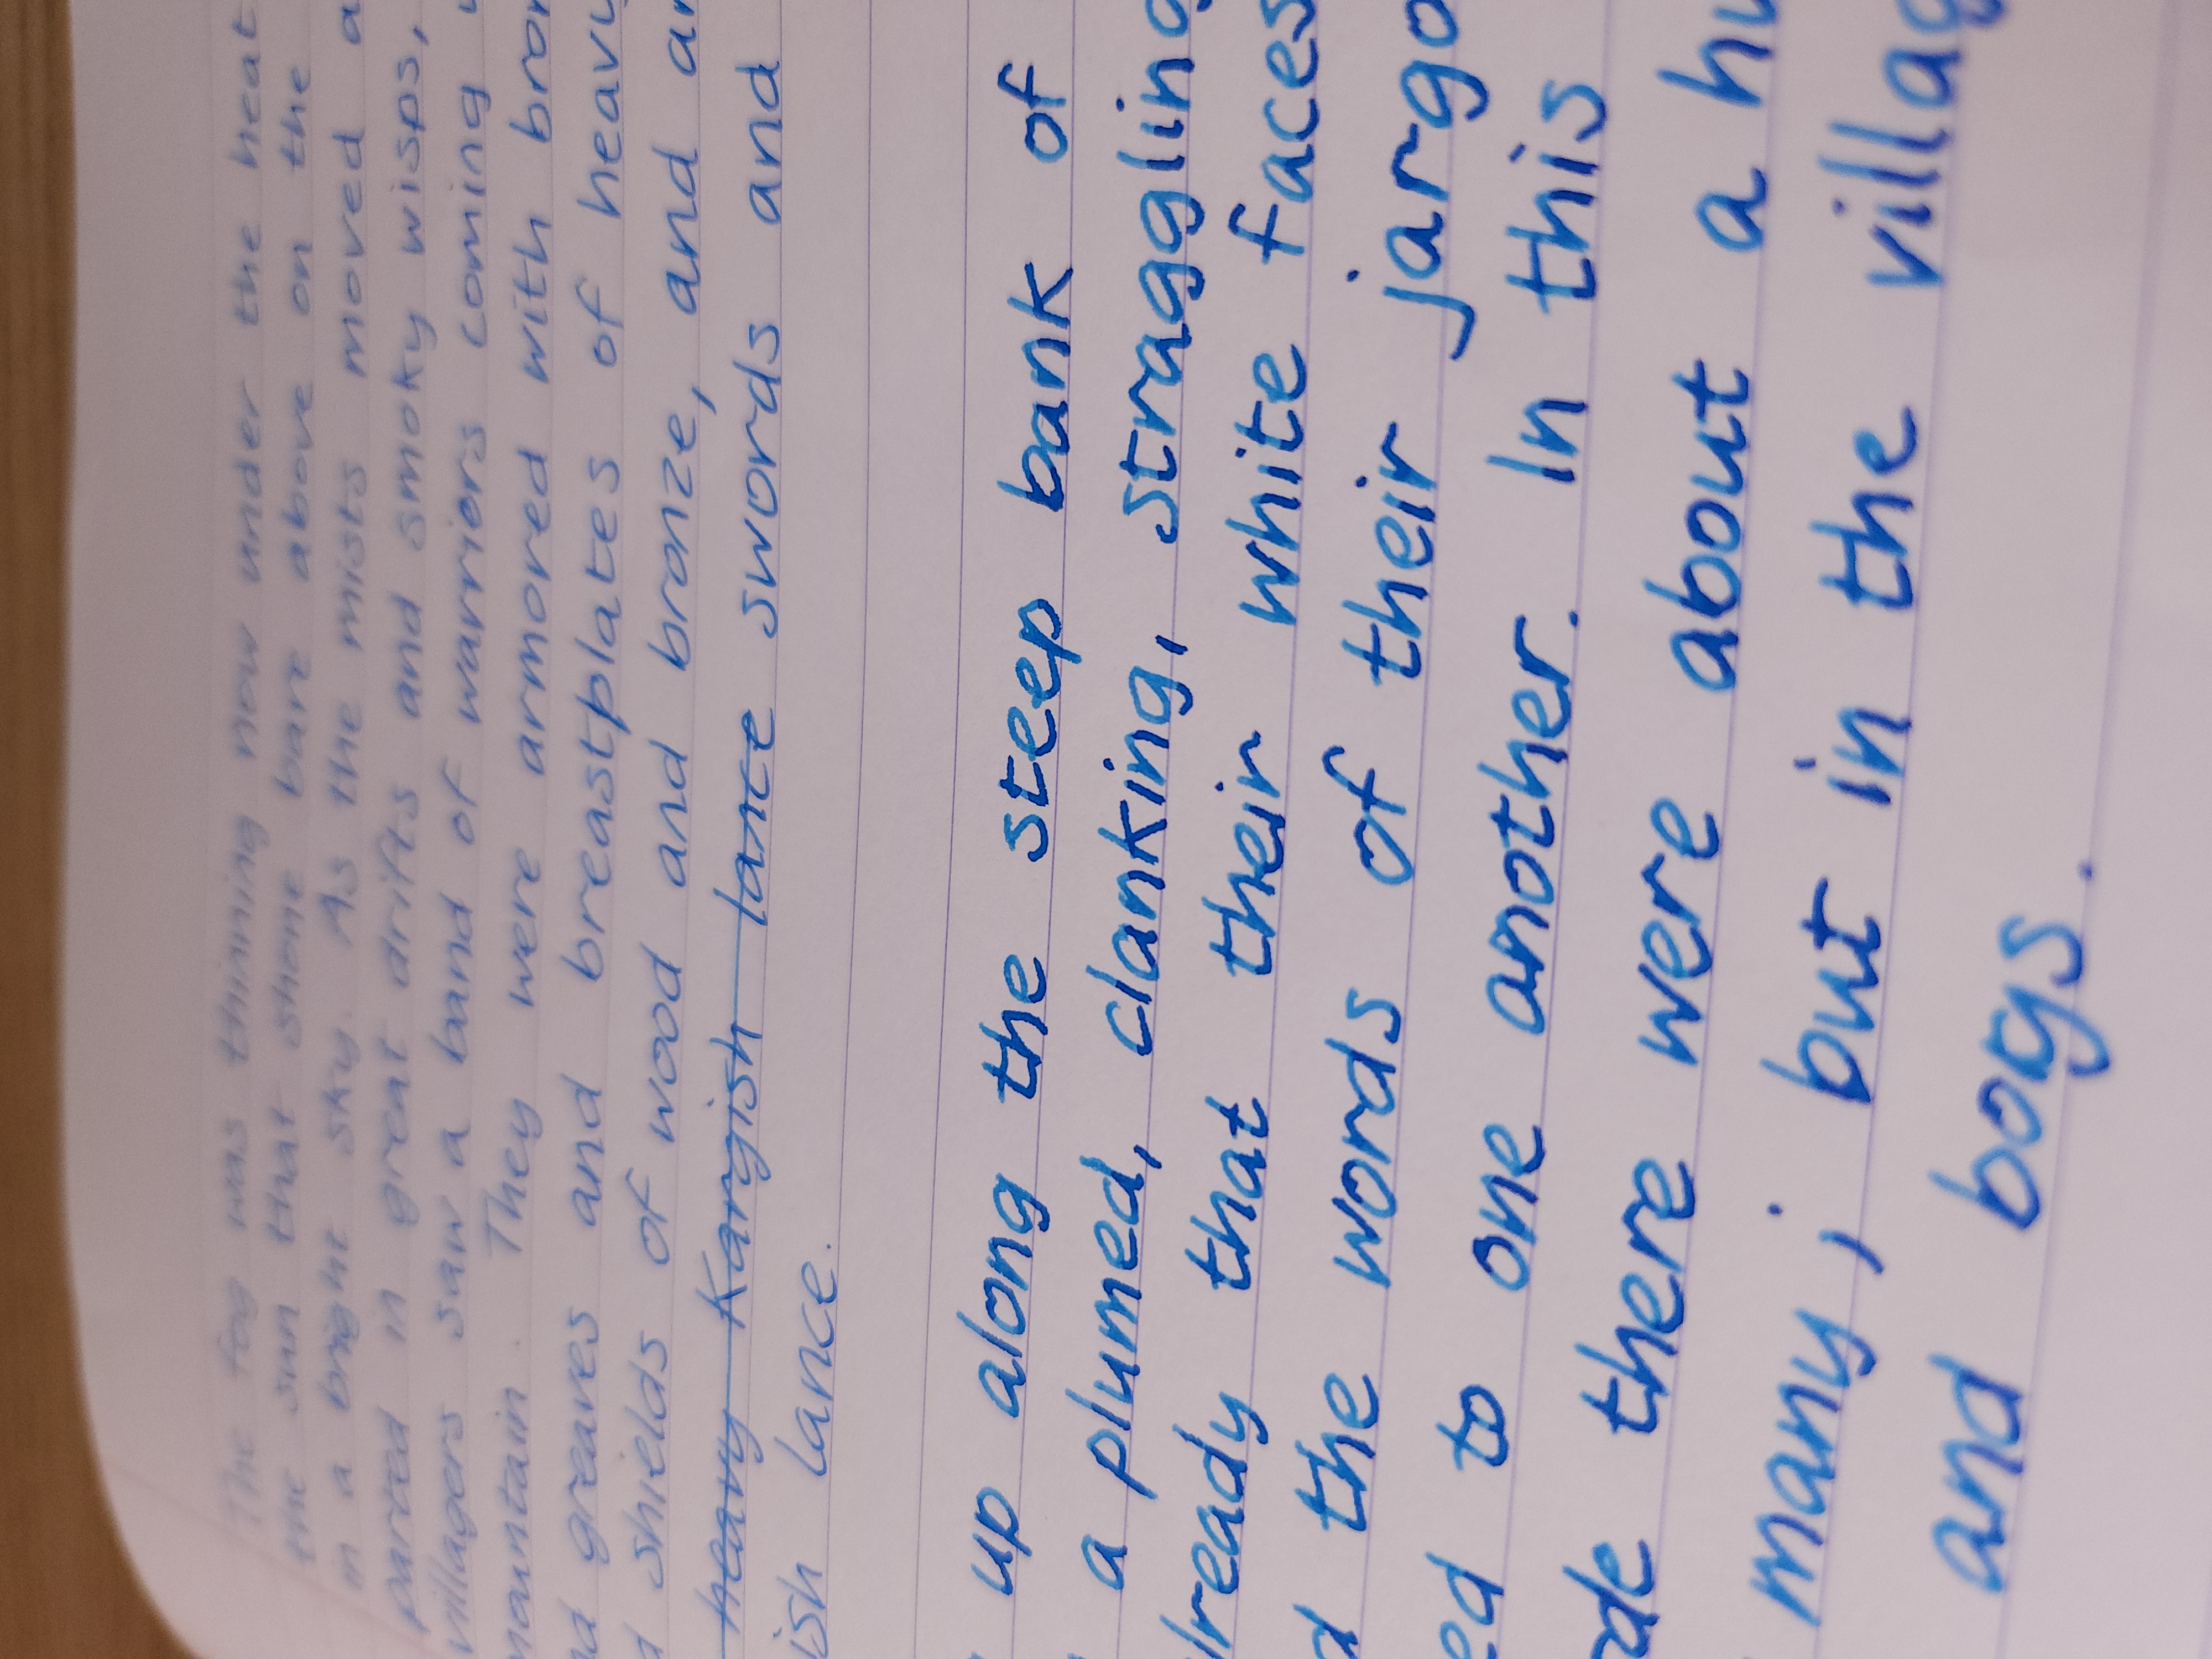 The fog was thinning now under the heat
the sun that shone bare above on the
in a bright sky. As the mists moved a
parted in great drifts and smoky wisps,
villagers saw a band of warriors coming
mountain. They were armored with bron
nd greaves and breastplates of heavy
d shields of wood and bronze, and ar
heavy Kargish lance swords and
ish lance.
up along the steep bank of
a plumed, clanking, straggling
lready that their white faces
d the words of their jargo
ed to one another. In this
de there were about a hu
many; but in the villag
and boys.